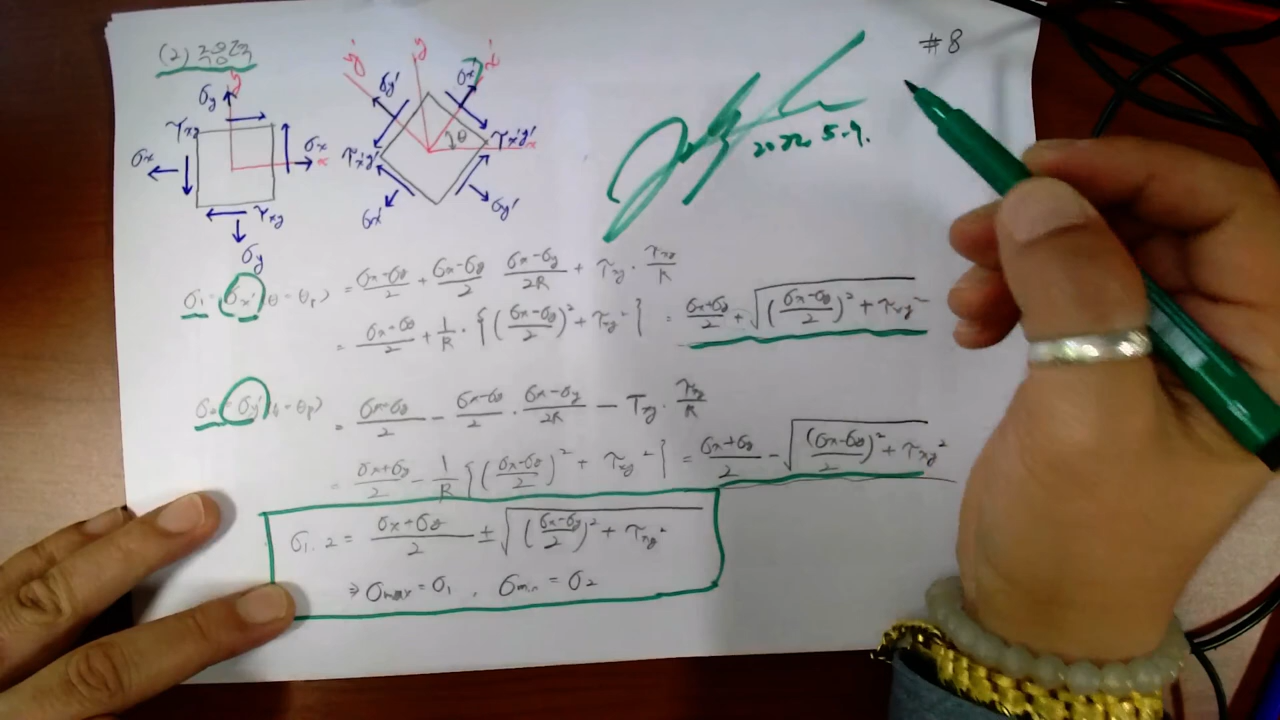 #8
2022. 5. 9.
y
σy
τxy
σx
σx
x
τxy
σy
y'
y
x'
σy'
σx'
θ
τx'y'
x
τx'y'
σx'
σy'
σ1 = σx' (θ = θp) = σx-σy/2 + σx-σy/2 σx-σy/2R + τxy · τxy/R
= σx-σy/2 + 1/R · {(σx-σy/2)² + τxy²} = σx+σy/2 + √(σx-σy/2)² + τxy²
σ2 = σy' (θ = θp) = σx-σy/2 - σx-σy/2 · σx-σy/2R - τxy · τxy/R
= σx+σy/2 - 1/R {(σx-σy/2)² + τxy²} = σx+σy/2 - √(σx-σy)²/2 + τxy²
σ1.2 = σx+σy/2 ± √(σx-σy/2)² + τxy²
⇒ σmax = σ1 , σmin = σ2